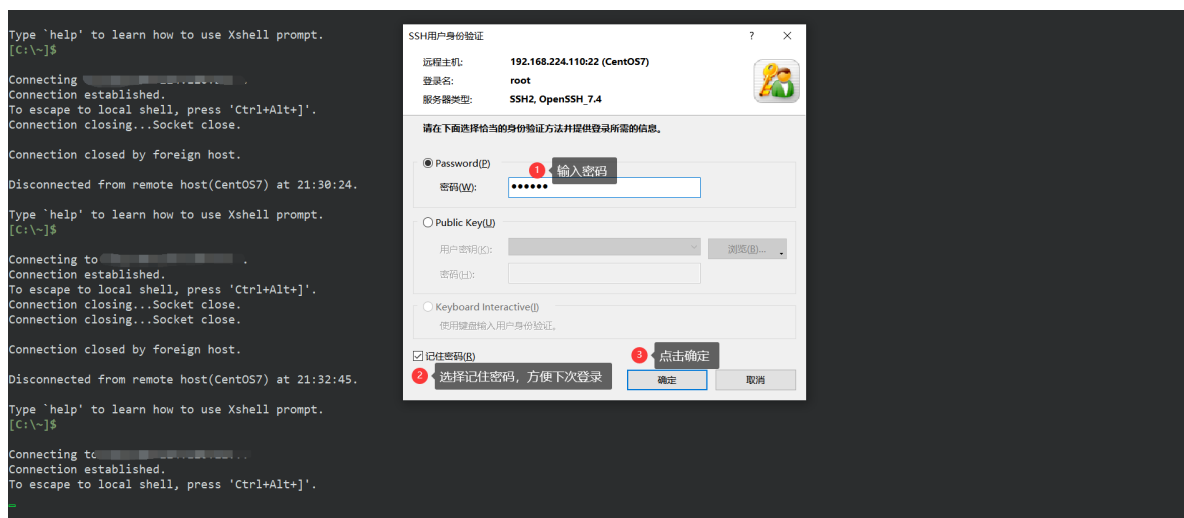 Type `help' to learn how to use Xshell prompt.
[C:\~]$
Connecting
Connection established.
To escape to local shell, press 'Ctrl+Alt+]'.
Connection closing...Socket close.
Connection closed by foreign host.
Disconnected from remote host(CentOS7) at 21:30:24.
Type `help' to learn how to use Xshell prompt.
[C:\~]$
Connecting to .
Connection established.
To escape to local shell, press 'Ctrl+Alt+]'.
Connection closing...Socket close.
Connection closing...Socket close.
Connection closed by foreign host.
Disconnected from remote host(CentOS7) at 21:32:45.
Type `help' to learn how to use Xshell prompt.
[C:\~]$
Connecting to
Connection established.
To escape to local shell, press 'Ctrl+Alt+]'.
SSH用户身份验证
远程主机: 192.168.224.110:22 (CentOS7)
登录名: root
服务器类型: SSH2, OpenSSH_7.4
请在下面选择恰当的身份验证方法并提供登录所需的信息。
Password(P)
1 输入密码
密码(W): ●●●●●●
Public Key(U)
用户密钥(K): 浏览(B)...
密码(H):
Keyboard Interactive(I)
使用键盘输入用户身份验证。
记住密码(R)
3 点击确定
2 选择记住密码，方便下次登录
确定 取消